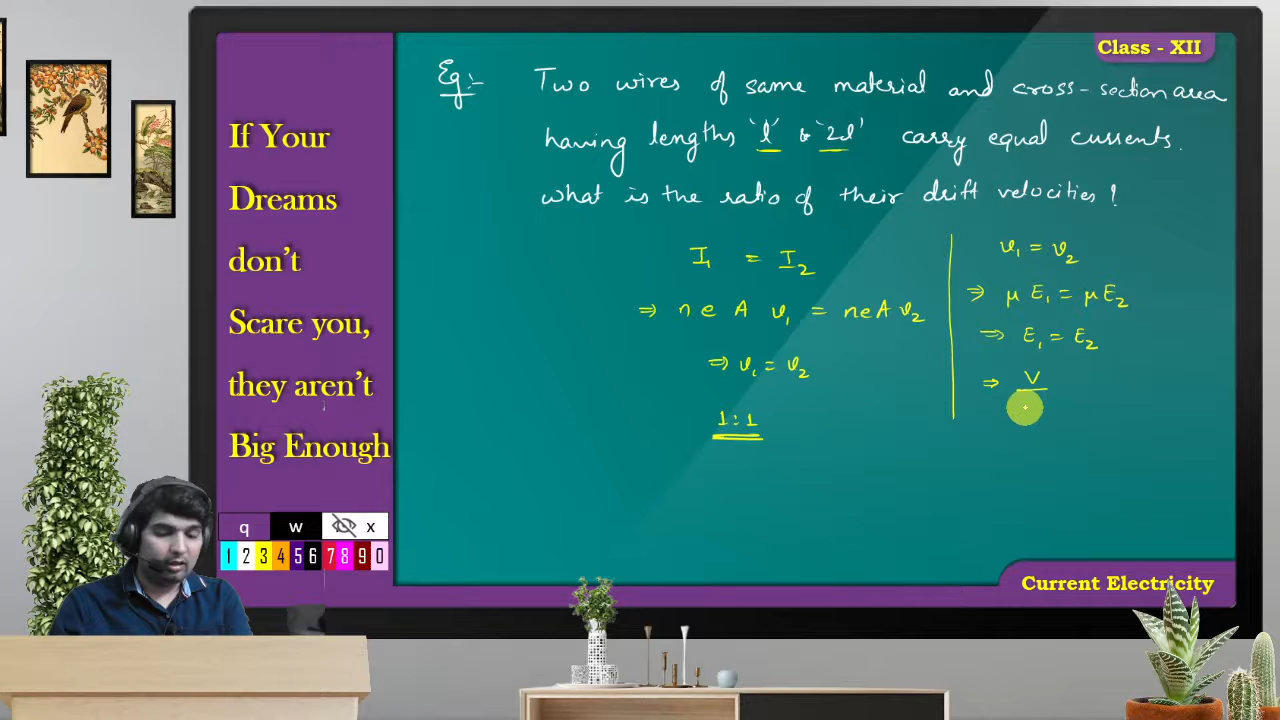 Class - XII
If Your
Dreams
don't
Scare you,
they aren't
Big Enough
q w x
1 2 3 4 5 6 7 8 9 0
Eg:- Two wires of same material and cross-section area
having lengths 'l' & '2l' carry equal currents.
what is the ratio of their drift velocities?
I₁ = I₂
⇒ n e A v₁ = n e A v₂
⇒ v₁ = v₂
1:1
v₁ = v₂
⇒ μ E₁ = μ E₂
⇒ E₁ = E₂
⇒ V
Current Electricity